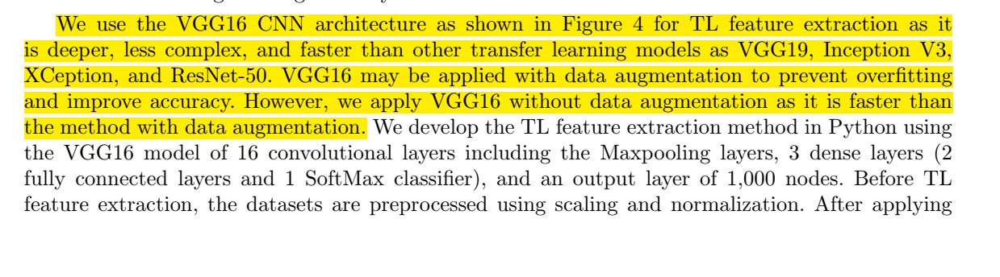 We use the VGG16 CNN architecture as shown in Figure 4 for TL feature extraction as it
is deeper, less complex, and faster than other transfer learning models as VGG19, Inception V3,
XCeption, and ResNet-50. VGG16 may be applied with data augmentation to prevent overfitting
and improve accuracy. However, we apply VGG16 without data augmentation as it is faster than
the method with data augmentation. We develop the TL feature extraction method in Python using
the VGG16 model of 16 convolutional layers including the Maxpooling layers, 3 dense layers (2
fully connected layers and 1 SoftMax classifier), and an output layer of 1,000 nodes. Before TL
feature extraction, the datasets are preprocessed using scaling and normalization. After applying